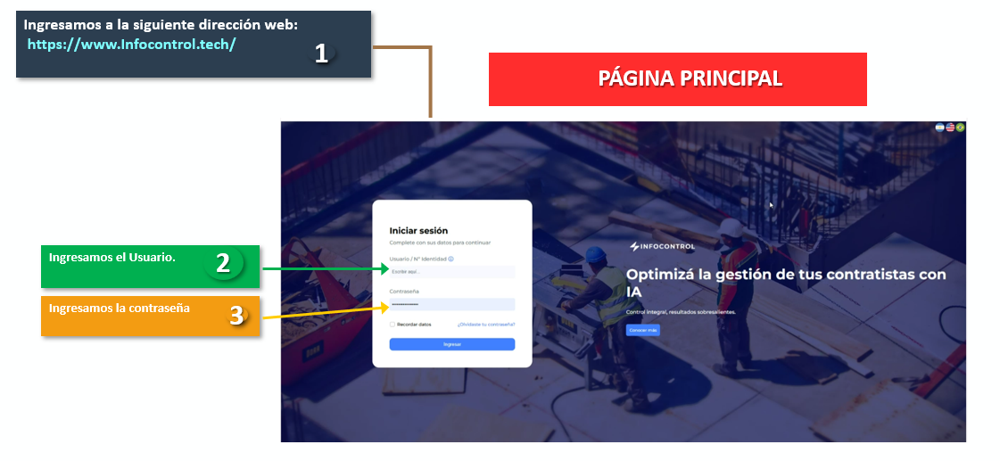 Ingresamos a la siguiente dirección web:
https://www.Infocontrol.tech/
1
PÁGINA PRINCIPAL
Iniciar sesión
Complete con sus datos para continuar
Usuario / N° Identidad
Escribir aquí...
Contraseña
Recordar datos
¿Olvidaste tu contraseña?
Ingresar
Ingresamos el Usuario.
2
Ingresamos la contraseña
3
INFOCONTROL
Optimizá la gestión de tus contratistas con
IA
Control integral, resultados sobresalientes.
Conocer más